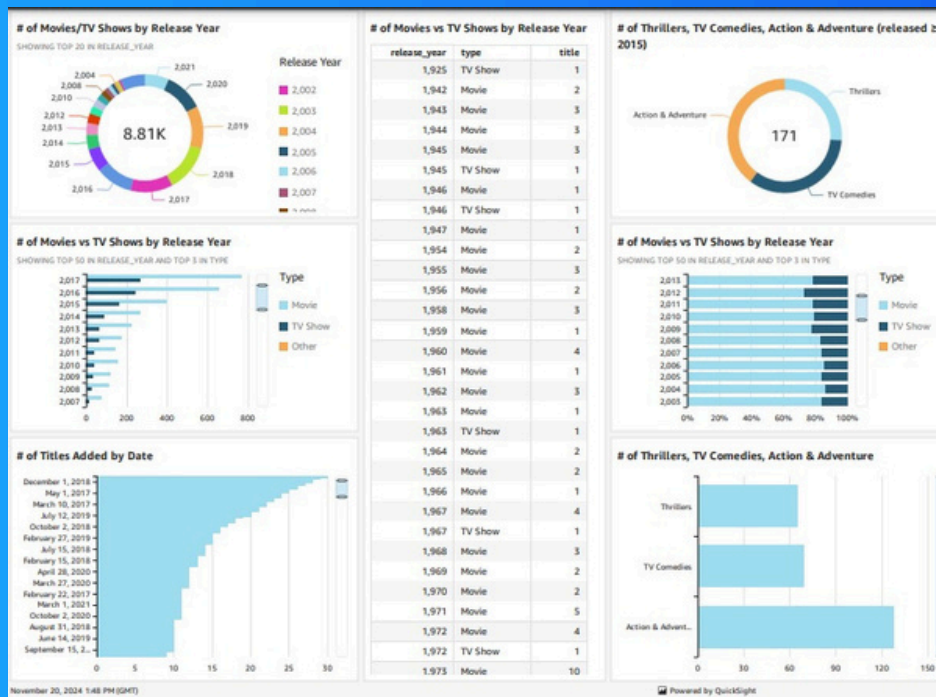 # of Movies/TV Shows by Release Year
SHOWING TOP 20 IN RELEASE_YEAR
2,021
2,004
2,020
2,008
2,010
2,019
2,012
2,013
2,014
2,018
2,015
2,016
2,017
8.81K
Release Year
2,002
2,003
2,004
2,005
2,006
2,007
# of Movies vs TV Shows by Release Year
SHOWING TOP 50 IN RELEASE_YEAR AND TOP 3 IN TYPE
2,017
2,016
2,015
2,014
2,013
2,012
2,011
2,010
2,009
2,008
2,007
0 200 400 600 800
Type
Movie
TV Show
Other
# of Titles Added by Date
December 1, 2018
May 1, 2017
March 10, 2017
July 12, 2019
October 2, 2018
February 27, 2019
July 15, 2018
February 15, 2018
April 28, 2020
March 27, 2020
February 22, 2017
March 1, 2021
October 2, 2020
August 31, 2018
June 14, 2019
September 15, 2...
0 5 10 15 20 25 30
# of Movies vs TV Shows by Release Year
release_year type title
1,925 TV Show 1
1,942 Movie 2
1,943 Movie 3
1,944 Movie 3
1,945 Movie 3
1,945 TV Show 1
1,946 Movie 1
1,946 TV Show 1
1,947 Movie 1
1,954 Movie 2
1,955 Movie 3
1,956 Movie 2
1,958 Movie 3
1,959 Movie 1
1,960 Movie 4
1,961 Movie 1
1,962 Movie 3
1,963 Movie 1
1,963 TV Show 1
1,964 Movie 2
1,965 Movie 2
1,966 Movie 1
1,967 Movie 4
1,967 TV Show 1
1,968 Movie 3
1,969 Movie 2
1,970 Movie 2
1,971 Movie 5
1,972 Movie 4
1,972 TV Show 1
1,973 Movie 10
# of Thrillers, TV Comedies, Action & Adventure (released ≥
2015)
Thrillers
Action & Adventure
171
TV Comedies
# of Movies vs TV Shows by Release Year
SHOWING TOP 50 IN RELEASE_YEAR AND TOP 3 IN TYPE
2,013
2,012
2,011
2,010
2,009
2,008
2,007
2,006
2,005
2,004
2,003
0% 20% 40% 60% 80% 100%
Type
Movie
TV Show
Other
# of Thrillers, TV Comedies, Action & Adventure
Thrillers
TV Comedies
Action & Advent...
0 30 60 90 120 150
November 20, 2024 1:48 PM (GMT)
Powered by QuickSight